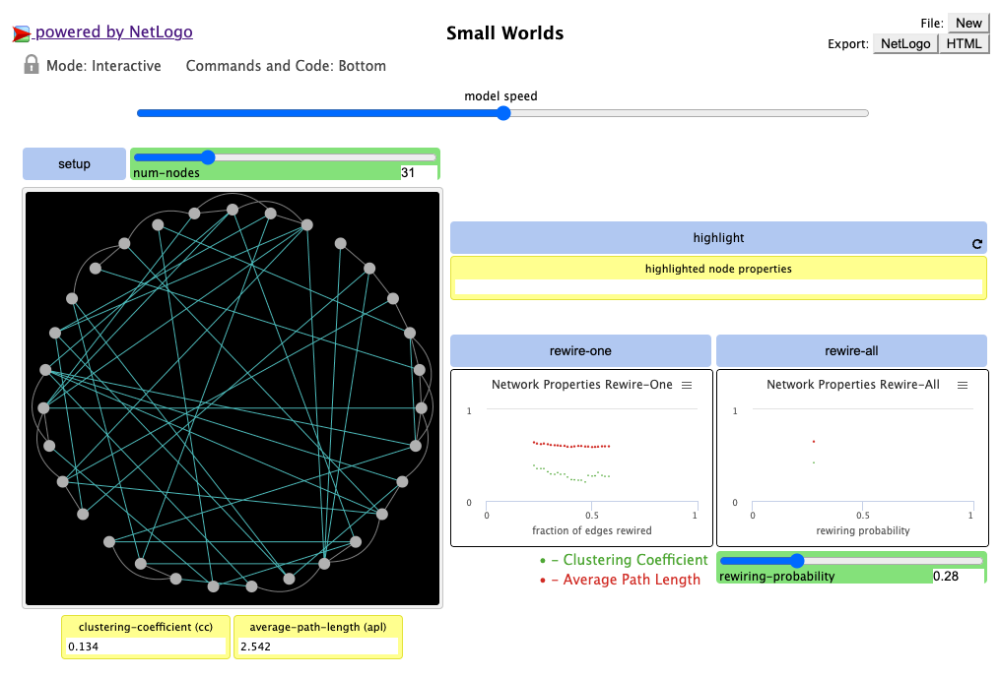 powered by NetLogo
Small Worlds
File: New
Export: NetLogo HTML
Mode: Interactive Commands and Code: Bottom
model speed
setup
num-nodes 31
highlight
highlighted node properties
rewire-one
rewire-all
Network Properties Rewire-One
1
0
0 0.5 1
fraction of edges rewired
Network Properties Rewire-All
1
0
0 0.5 1
rewiring probability
• - Clustering Coefficient
• - Average Path Length
rewiring-probability 0.28
clustering-coefficient (cc)
0.134
average-path-length (apl)
2.542